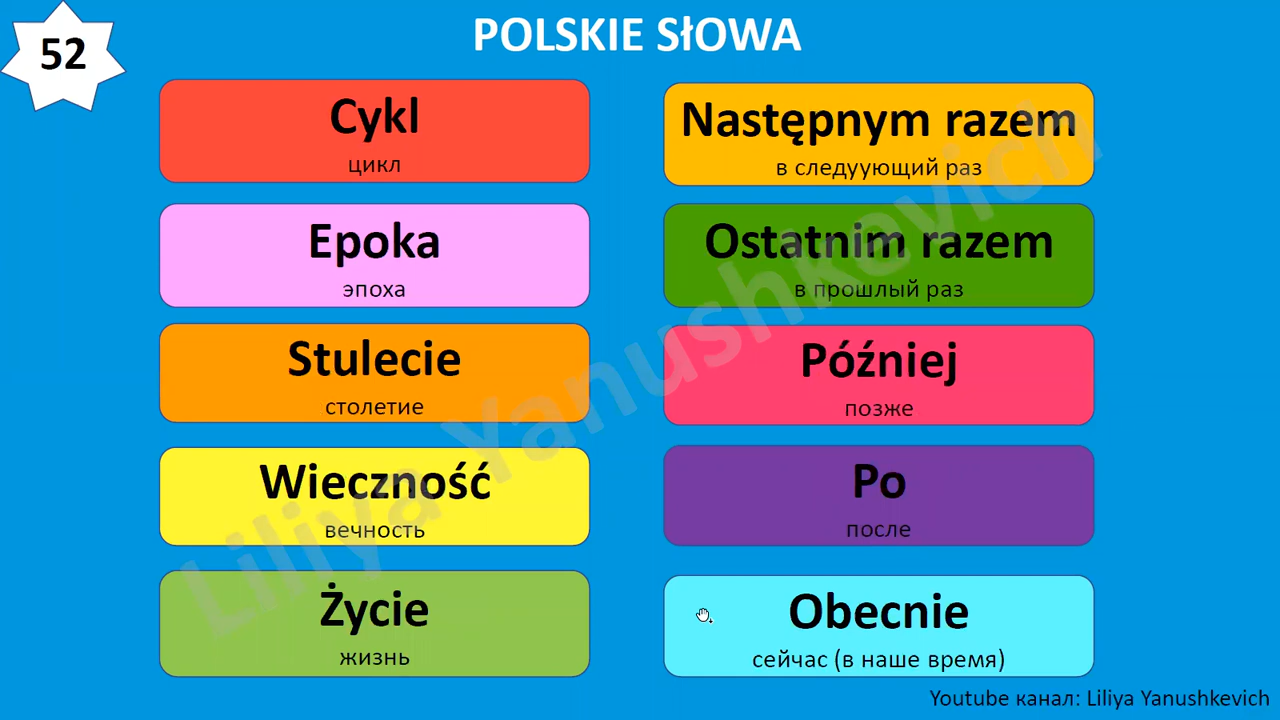 52
POLSKIE SŁOWA
Cykl
цикл
Epoka
эпоха
Stulecie
столетие
Wieczność
вечность
Życie
жизнь
Następnym razem
в следуующий раз
Ostatnim razem
в прошлый раз
Później
позже
Po
после
Obecnie
сейчас (в наше время)
Liliya Yanushkevich
Youtube канал: Liliya Yanushkevich